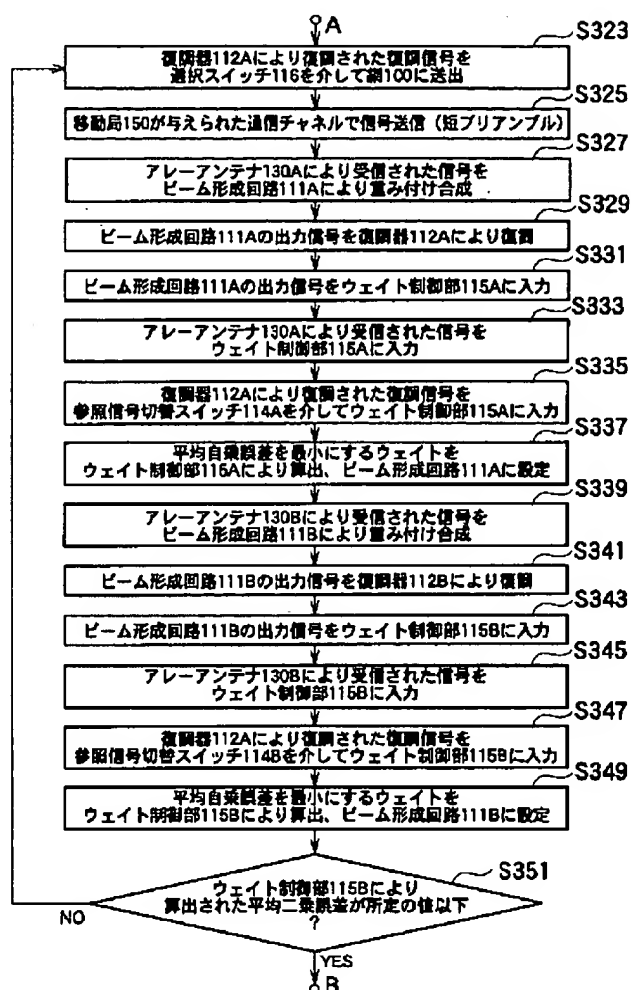 A
S323
復調器112Aにより復調された復調信号を
選択スイッチ116を介して網100に送出
S325
移動局150が与えられた通信チャネルで信号送信（短プリアンブル）
S327
アレーアンテナ130Aにより受信された信号を
ビーム形成回路111Aにより重み付け合成
S329
ビーム形成回路111Aの出力信号を復調器112Aにより復調
S331
ビーム形成回路111Aの出力信号をウェイト制御部115Aに入力
S333
アレーアンテナ130Aにより受信された信号を
ウェイト制御部115Aに入力
S335
復調器112Aにより復調された復調信号を
参照信号切替スイッチ114Aを介してウェイト制御部115Aに入力
S337
平均自乗誤差を最小にするウェイトを
ウェイト制御部115Aにより算出、ビーム形成回路111Aに設定
S339
アレーアンテナ130Bにより受信された信号を
ビーム形成回路111Bにより重み付け合成
S341
ビーム形成回路111Bの出力信号を復調器112Bにより復調
S343
ビーム形成回路111Bの出力信号をウェイト制御部115Bに入力
S345
アレーアンテナ130Bにより受信された信号を
ウェイト制御部115Bに入力
S347
復調器112Aにより復調された復調信号を
参照信号切替スイッチ114Bを介してウェイト制御部115Bに入力
S349
平均自乗誤差を最小にするウェイトを
ウェイト制御部115Bにより算出、ビーム形成回路111Bに設定
S351
ウェイト制御部115Bにより
算出された平均二乗誤差が所定の値以下
?
NO
YES
B